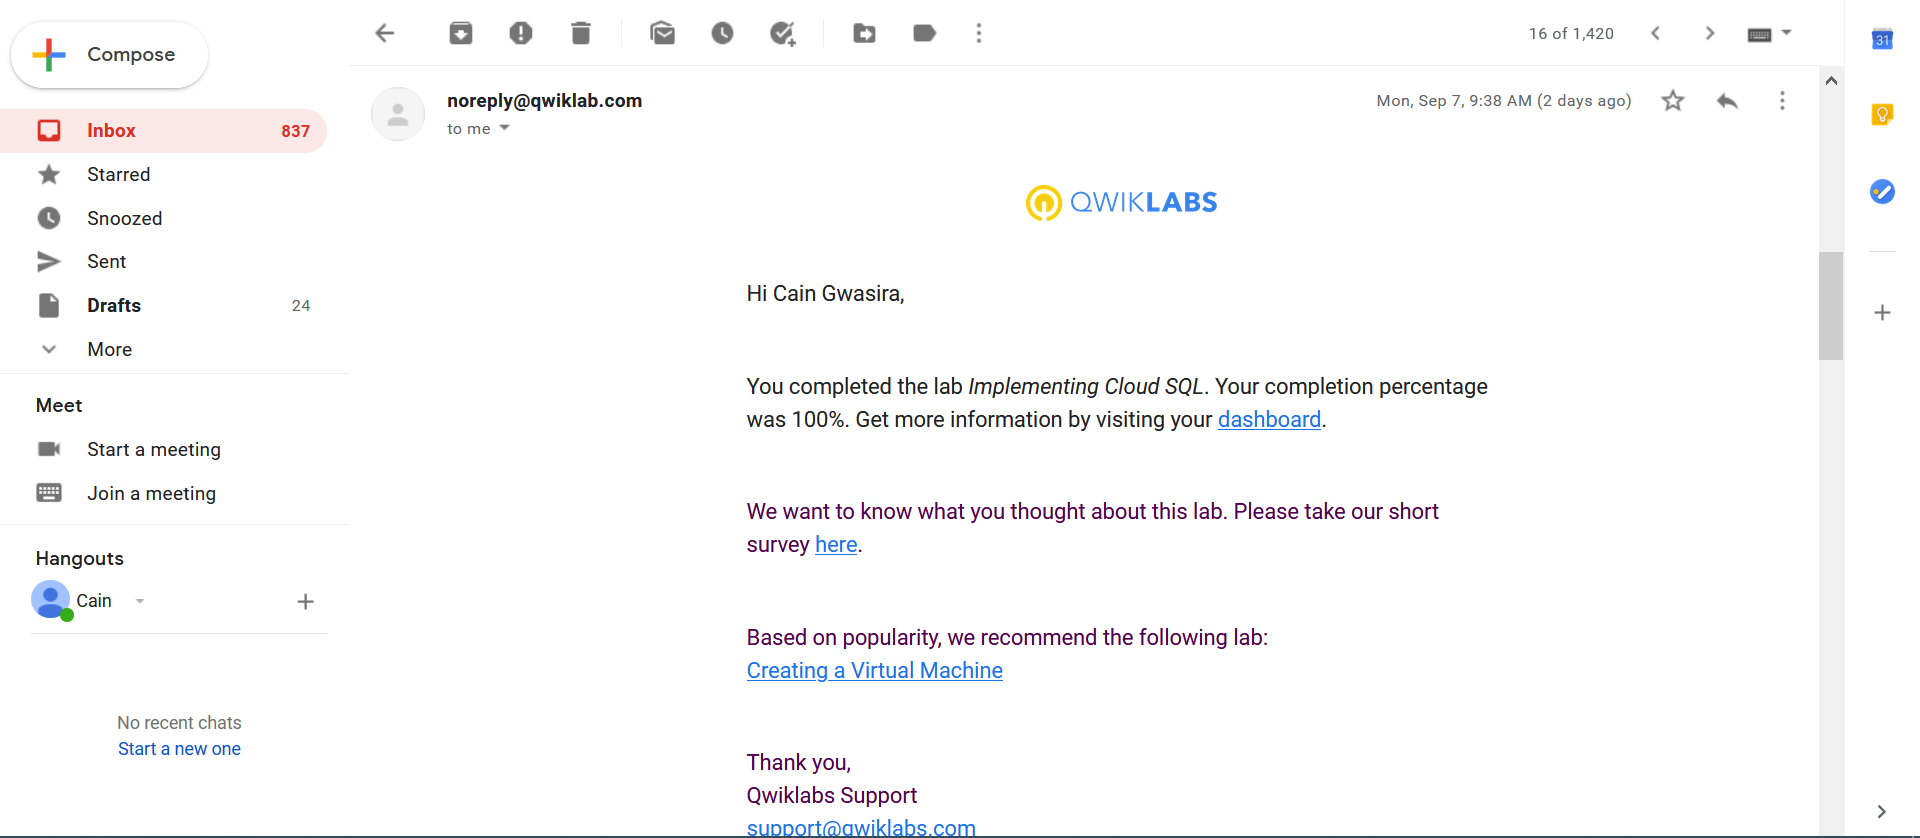 Compose
Inbox 837
Starred
Snoozed
Sent
Drafts 24
More
Meet
Start a meeting
Join a meeting
Hangouts
Cain
No recent chats
Start a new one
16 of 1,420
noreply@qwiklab.com
Mon, Sep 7, 9:38 AM (2 days ago)
to me
QWIKLABS
Hi Cain Gwasira,
You completed the lab Implementing Cloud SQL. Your completion percentage
was 100%. Get more information by visiting your dashboard.
We want to know what you thought about this lab. Please take our short
survey here.
Based on popularity, we recommend the following lab:
Creating a Virtual Machine
Thank you,
Qwiklabs Support
support@qwiklabs.com
31